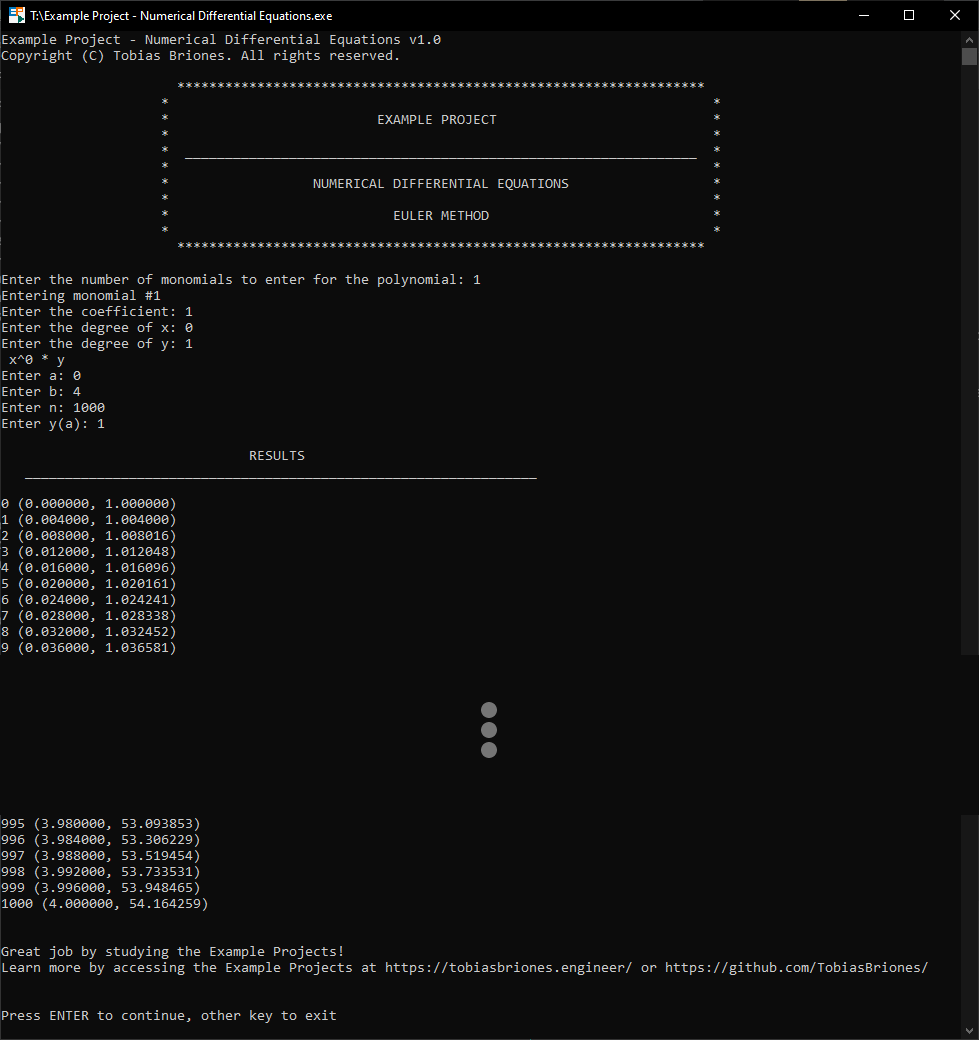 T:\Example Project - Numerical Differential Equations.exe
Example Project - Numerical Differential Equations v1.0
Copyright (C) Tobias Briones. All rights reserved.
******************************************************************
* *
* EXAMPLE PROJECT *
* *
* ________________________________________________________________ *
* *
* NUMERICAL DIFFERENTIAL EQUATIONS *
* *
* EULER METHOD *
* *
******************************************************************
Enter the number of monomials to enter for the polynomial: 1
Entering monomial #1
Enter the coefficient: 1
Enter the degree of x: 0
Enter the degree of y: 1
x^0 * y
Enter a: 0
Enter b: 4
Enter n: 1000
Enter y(a): 1
RESULTS
________________________________________________________________
0 (0.000000, 1.000000)
1 (0.004000, 1.004000)
2 (0.008000, 1.008016)
3 (0.012000, 1.012048)
4 (0.016000, 1.016096)
5 (0.020000, 1.020161)
6 (0.024000, 1.024241)
7 (0.028000, 1.028338)
8 (0.032000, 1.032452)
9 (0.036000, 1.036581)
995 (3.980000, 53.093853)
996 (3.984000, 53.306229)
997 (3.988000, 53.519454)
998 (3.992000, 53.733531)
999 (3.996000, 53.948465)
1000 (4.000000, 54.164259)
Great job by studying the Example Projects!
Learn more by accessing the Example Projects at https://tobiasbriones.engineer/ or https://github.com/TobiasBriones/
Press ENTER to continue, other key to exit